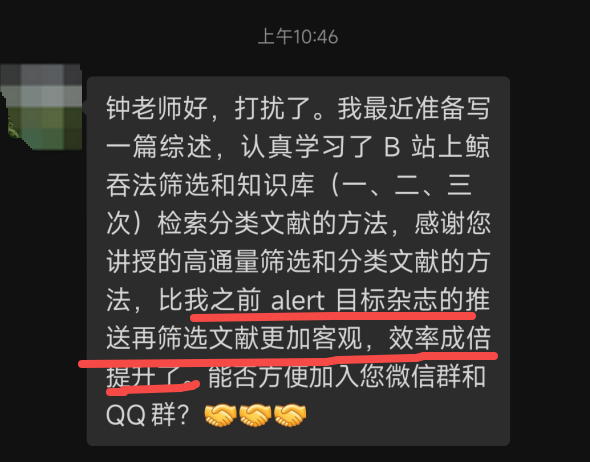 上午10:46
钟老师好，打扰了。我最近准备写
一篇综述，认真学习了 B 站上鲸
吞法筛选和知识库（一、二、三
次）检索分类文献的方法，感谢您
讲授的高通量筛选和分类文献的方
法，比我之前 alert 目标杂志的推
送再筛选文献更加客观，效率成倍
提升了。能否方便加入您微信群和
QQ群？🤝🤝🤝